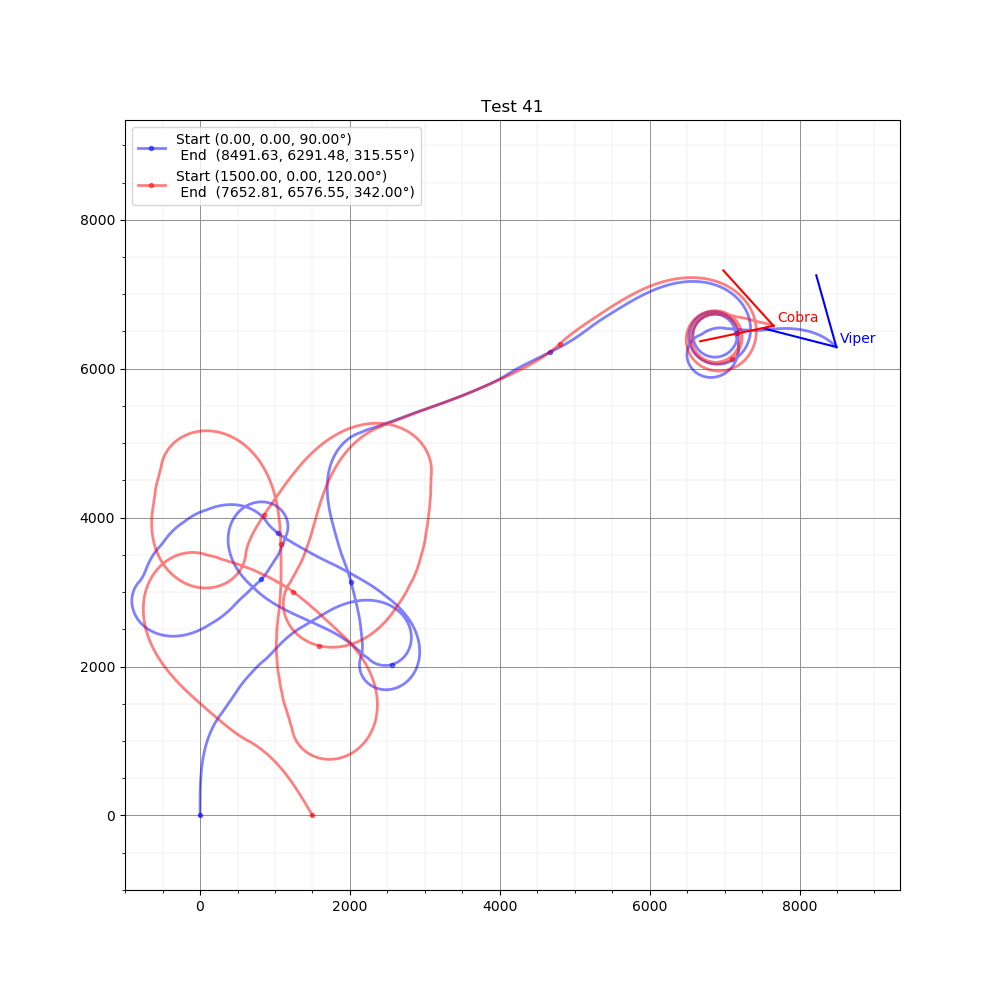 Test 41
Start (0.00, 0.00, 90.00°)
End (8491.63, 6291.48, 315.55°)
Start (1500.00, 0.00, 120.00°)
End (7652.81, 6576.55, 342.00°)
8000
6000
4000
2000
0
Cobra
Viper
0 2000 4000 6000 8000